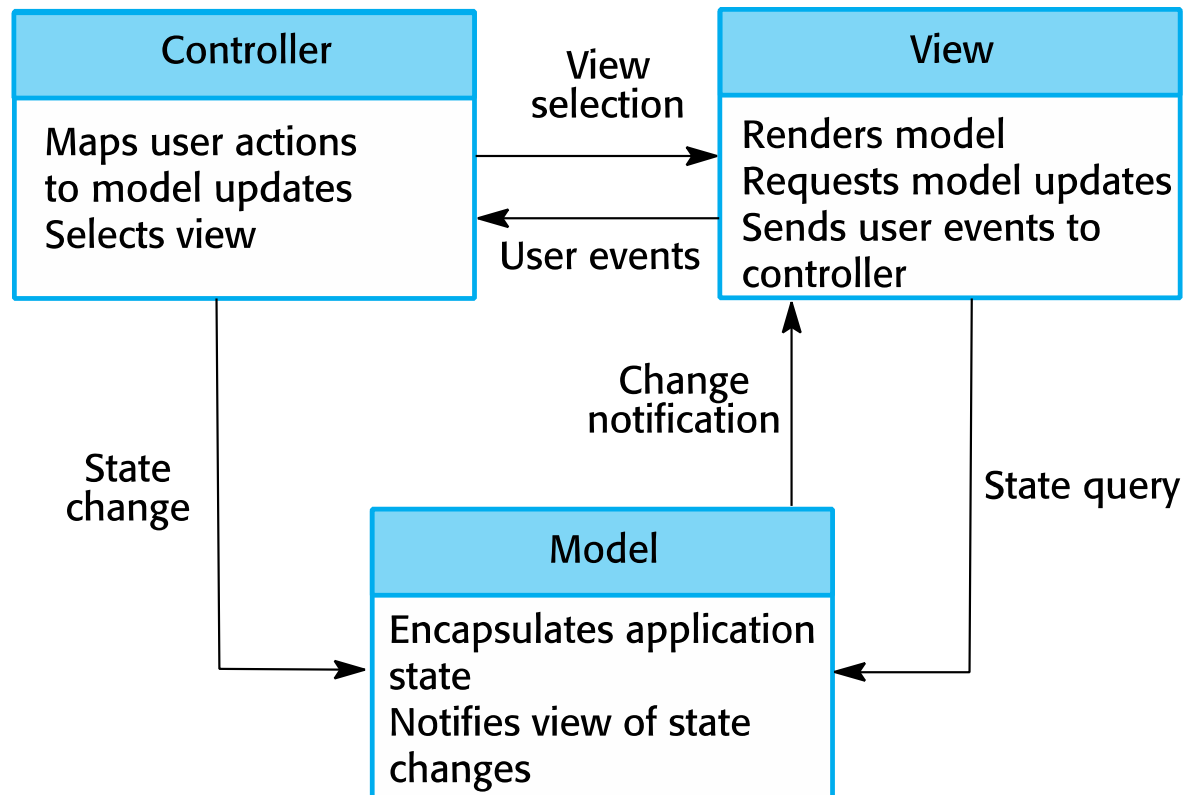 Controller
Maps user actions
to model updates
Selects view
View
selection
User events
View
Renders model
Requests model updates
Sends user events to
controller
State
change
Change
notification
State query
Model
Encapsulates application
state
Notifies view of state
changes